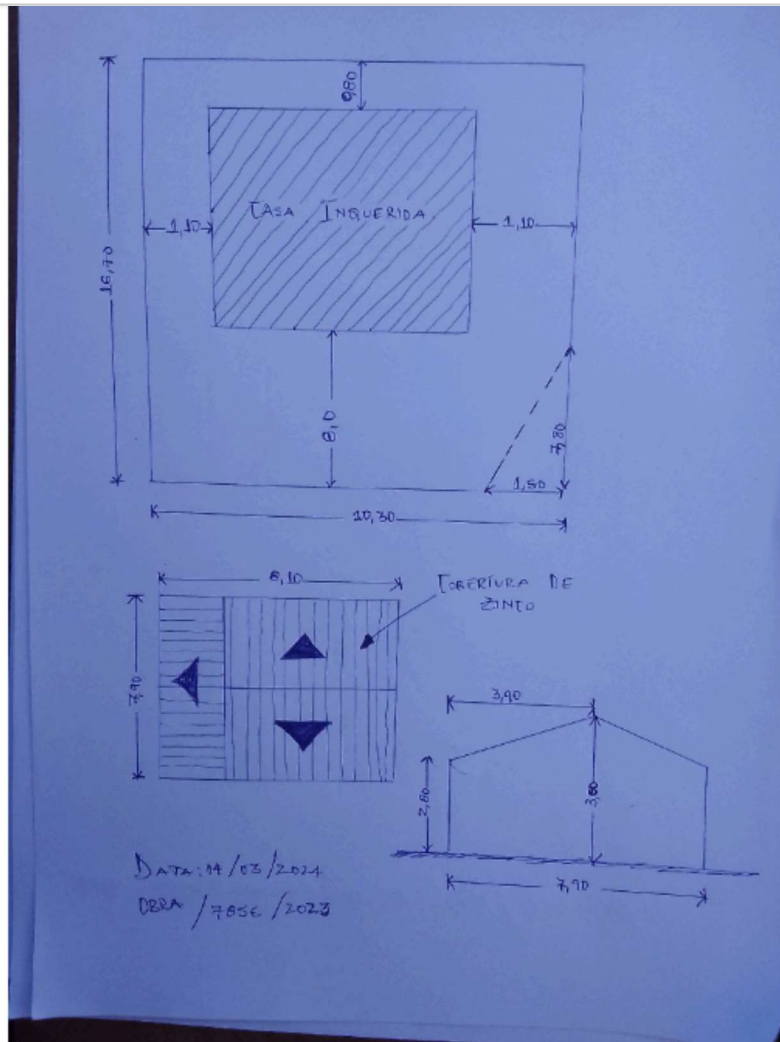 0,80
CASA INQUERIDA
1,10
1,10
16,70
8,0
7,80
1,50
10,30
8,10
COBERTURA DE
ZINCO
7,90
3,90
2,80
3,80
7,90
DATA: 04/03/2024
OBRA / 785E / 2023